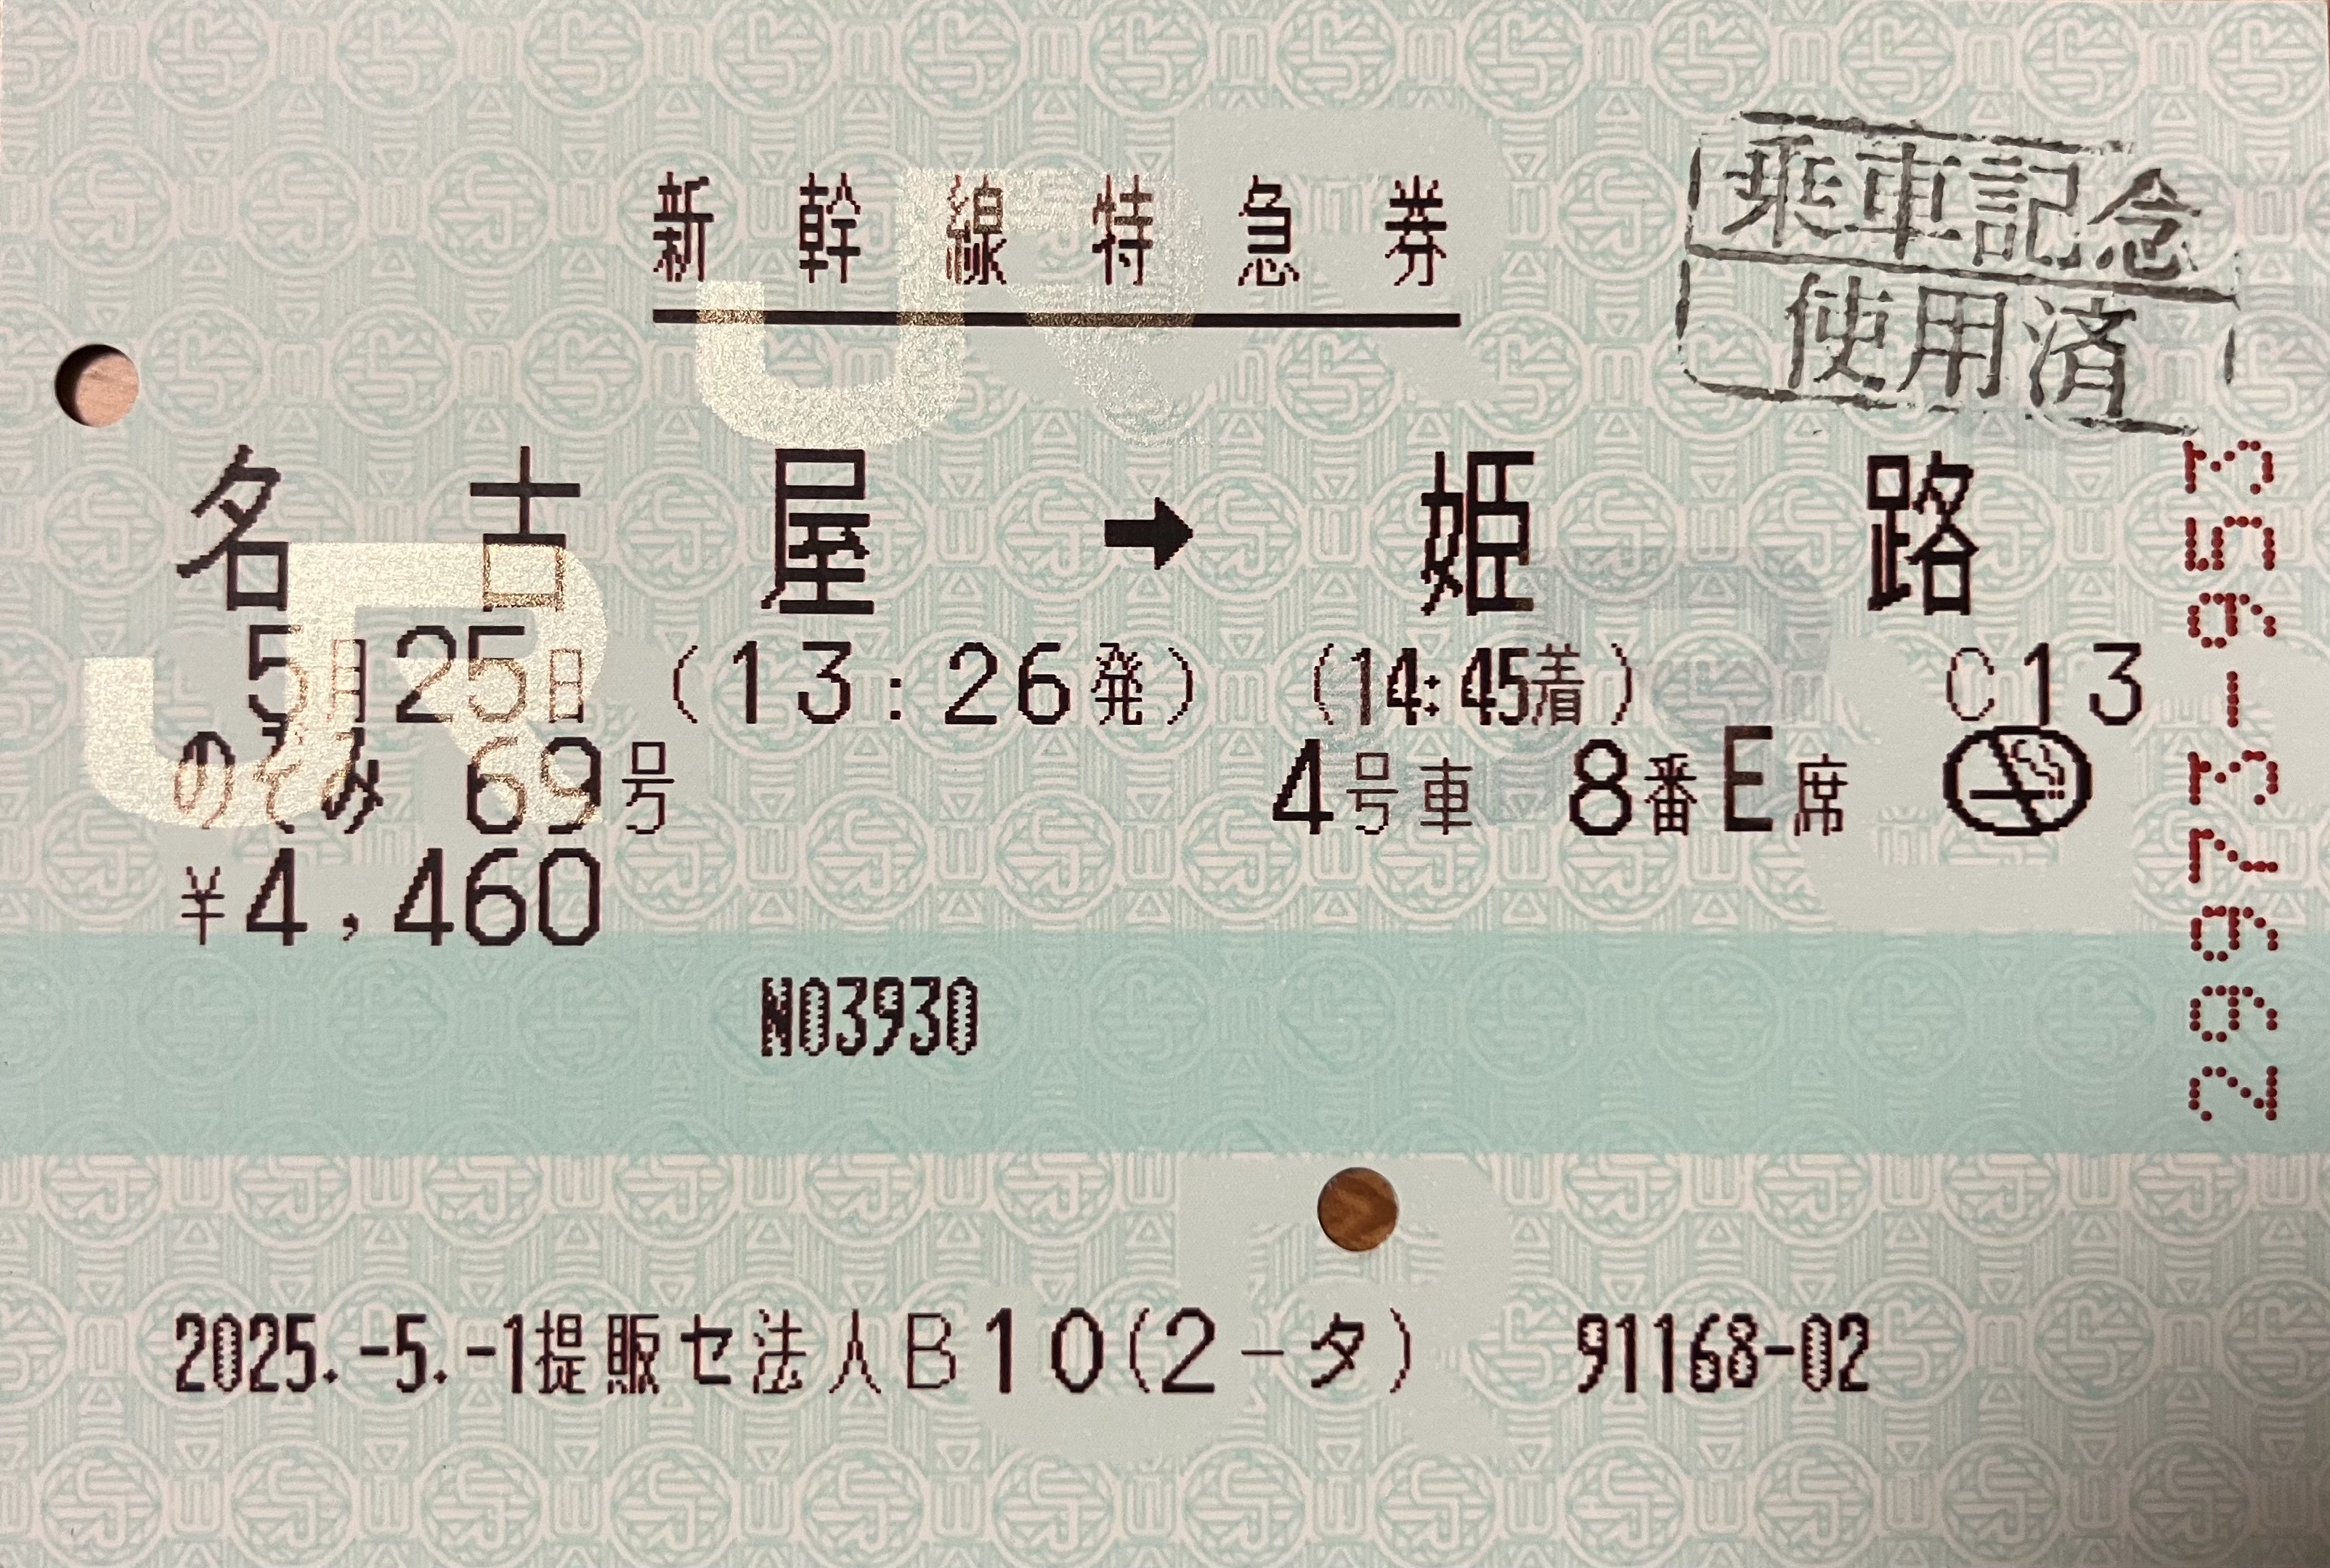 新幹線特急券
乗車記念
使用済
名古屋➡姫路
5月25日 (13:26発) (14:45着) C13
のぞみ 69号 4号車 8番E席
¥4,460
N03930
2025.-5.-1提販セ法人B10(2-タ) 91168-02